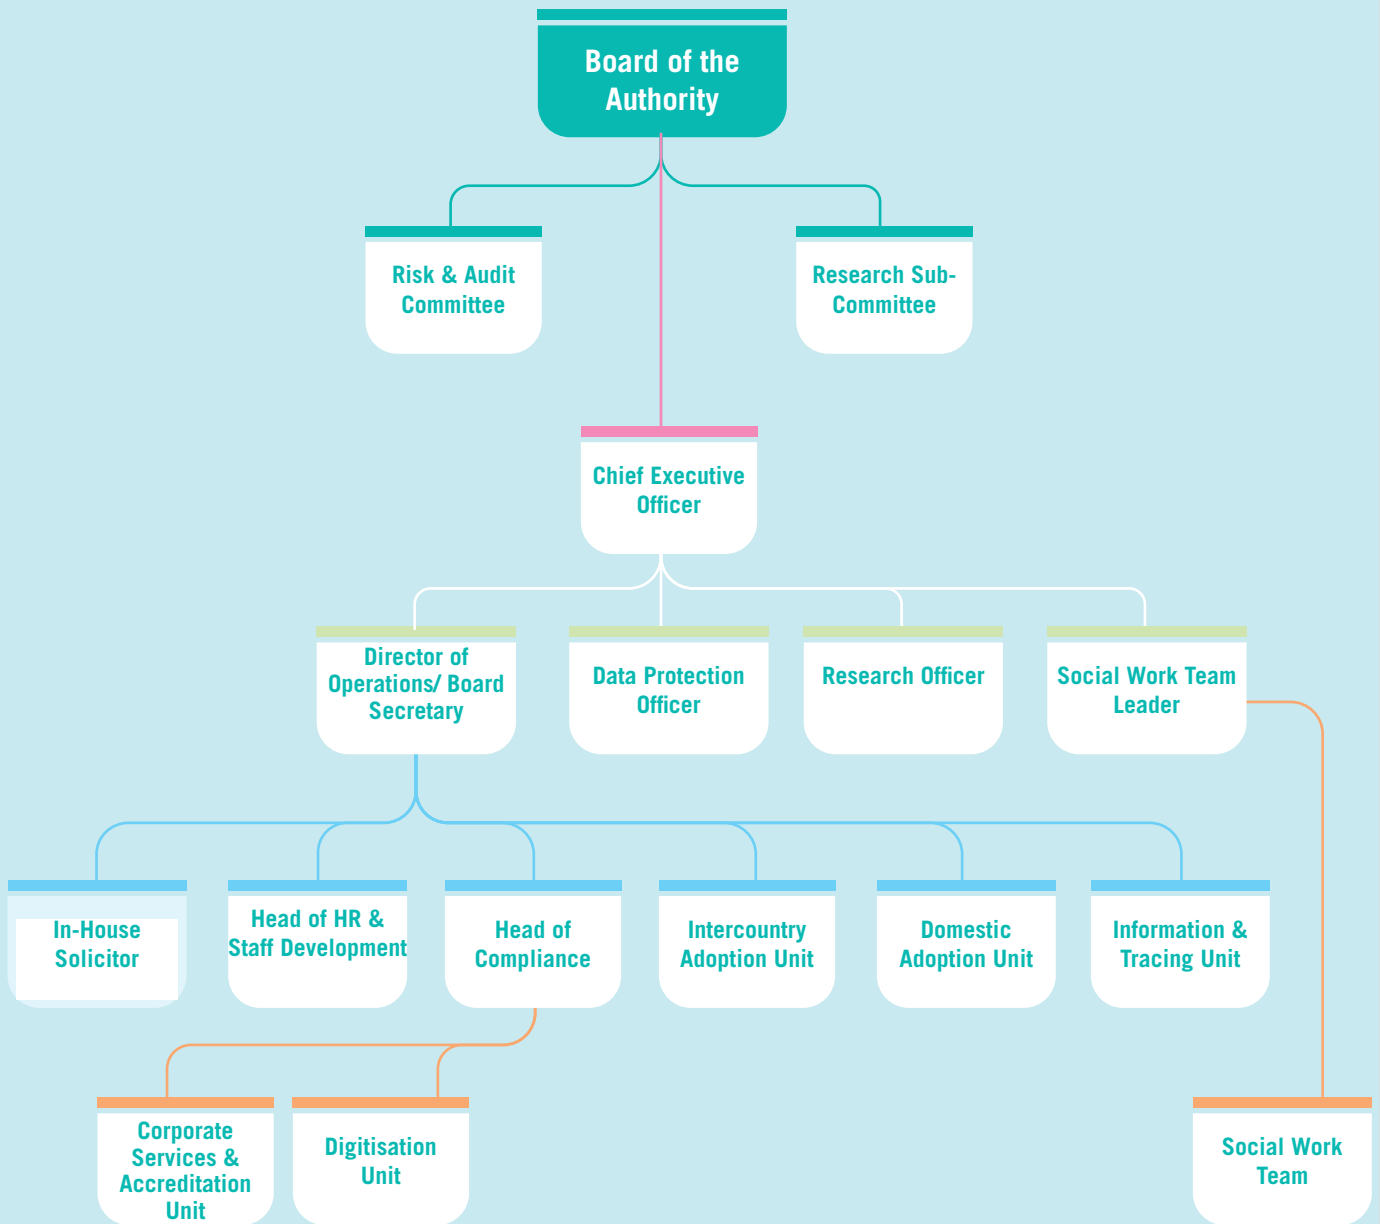 Board of the
Authority
Risk & Audit
Committee
Research Sub-
Committee
Chief Executive
Officer
Director of
Operations/ Board
Secretary
Data Protection
Officer
Research Officer
Social Work Team
Leader
In-House
Solicitor
Head of HR &
Staff Development
Head of
Compliance
Intercountry
Adoption Unit
Domestic
Adoption Unit
Information &
Tracing Unit
Corporate
Services &
Accreditation
Unit
Digitisation
Unit
Social Work
Team